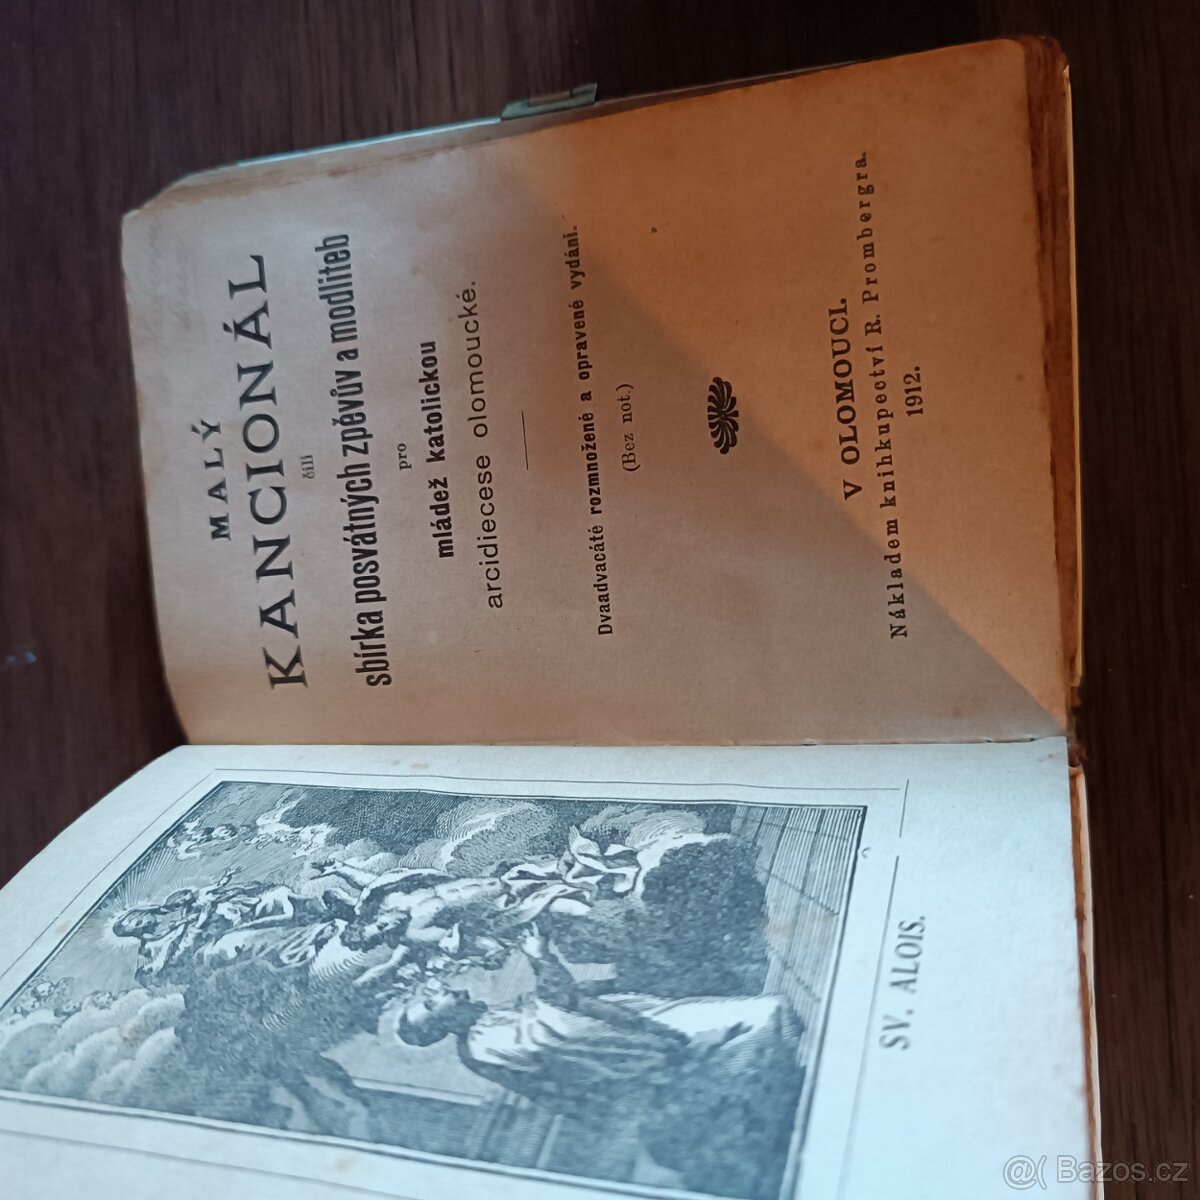 SV. ALOIS.
MALÝ
KANCIONÁL
čili
sbírka posvátných zpěvův a modliteb
pro
mládež katolickou
arcidiecese olomoucké.
Dvaadvacáté rozmnožené a opravené vydání.
(Bez not.)
V OLOMOUCI.
Nákladem knihkupectví R. Prombergra.
1912.
@( Bazos.cz